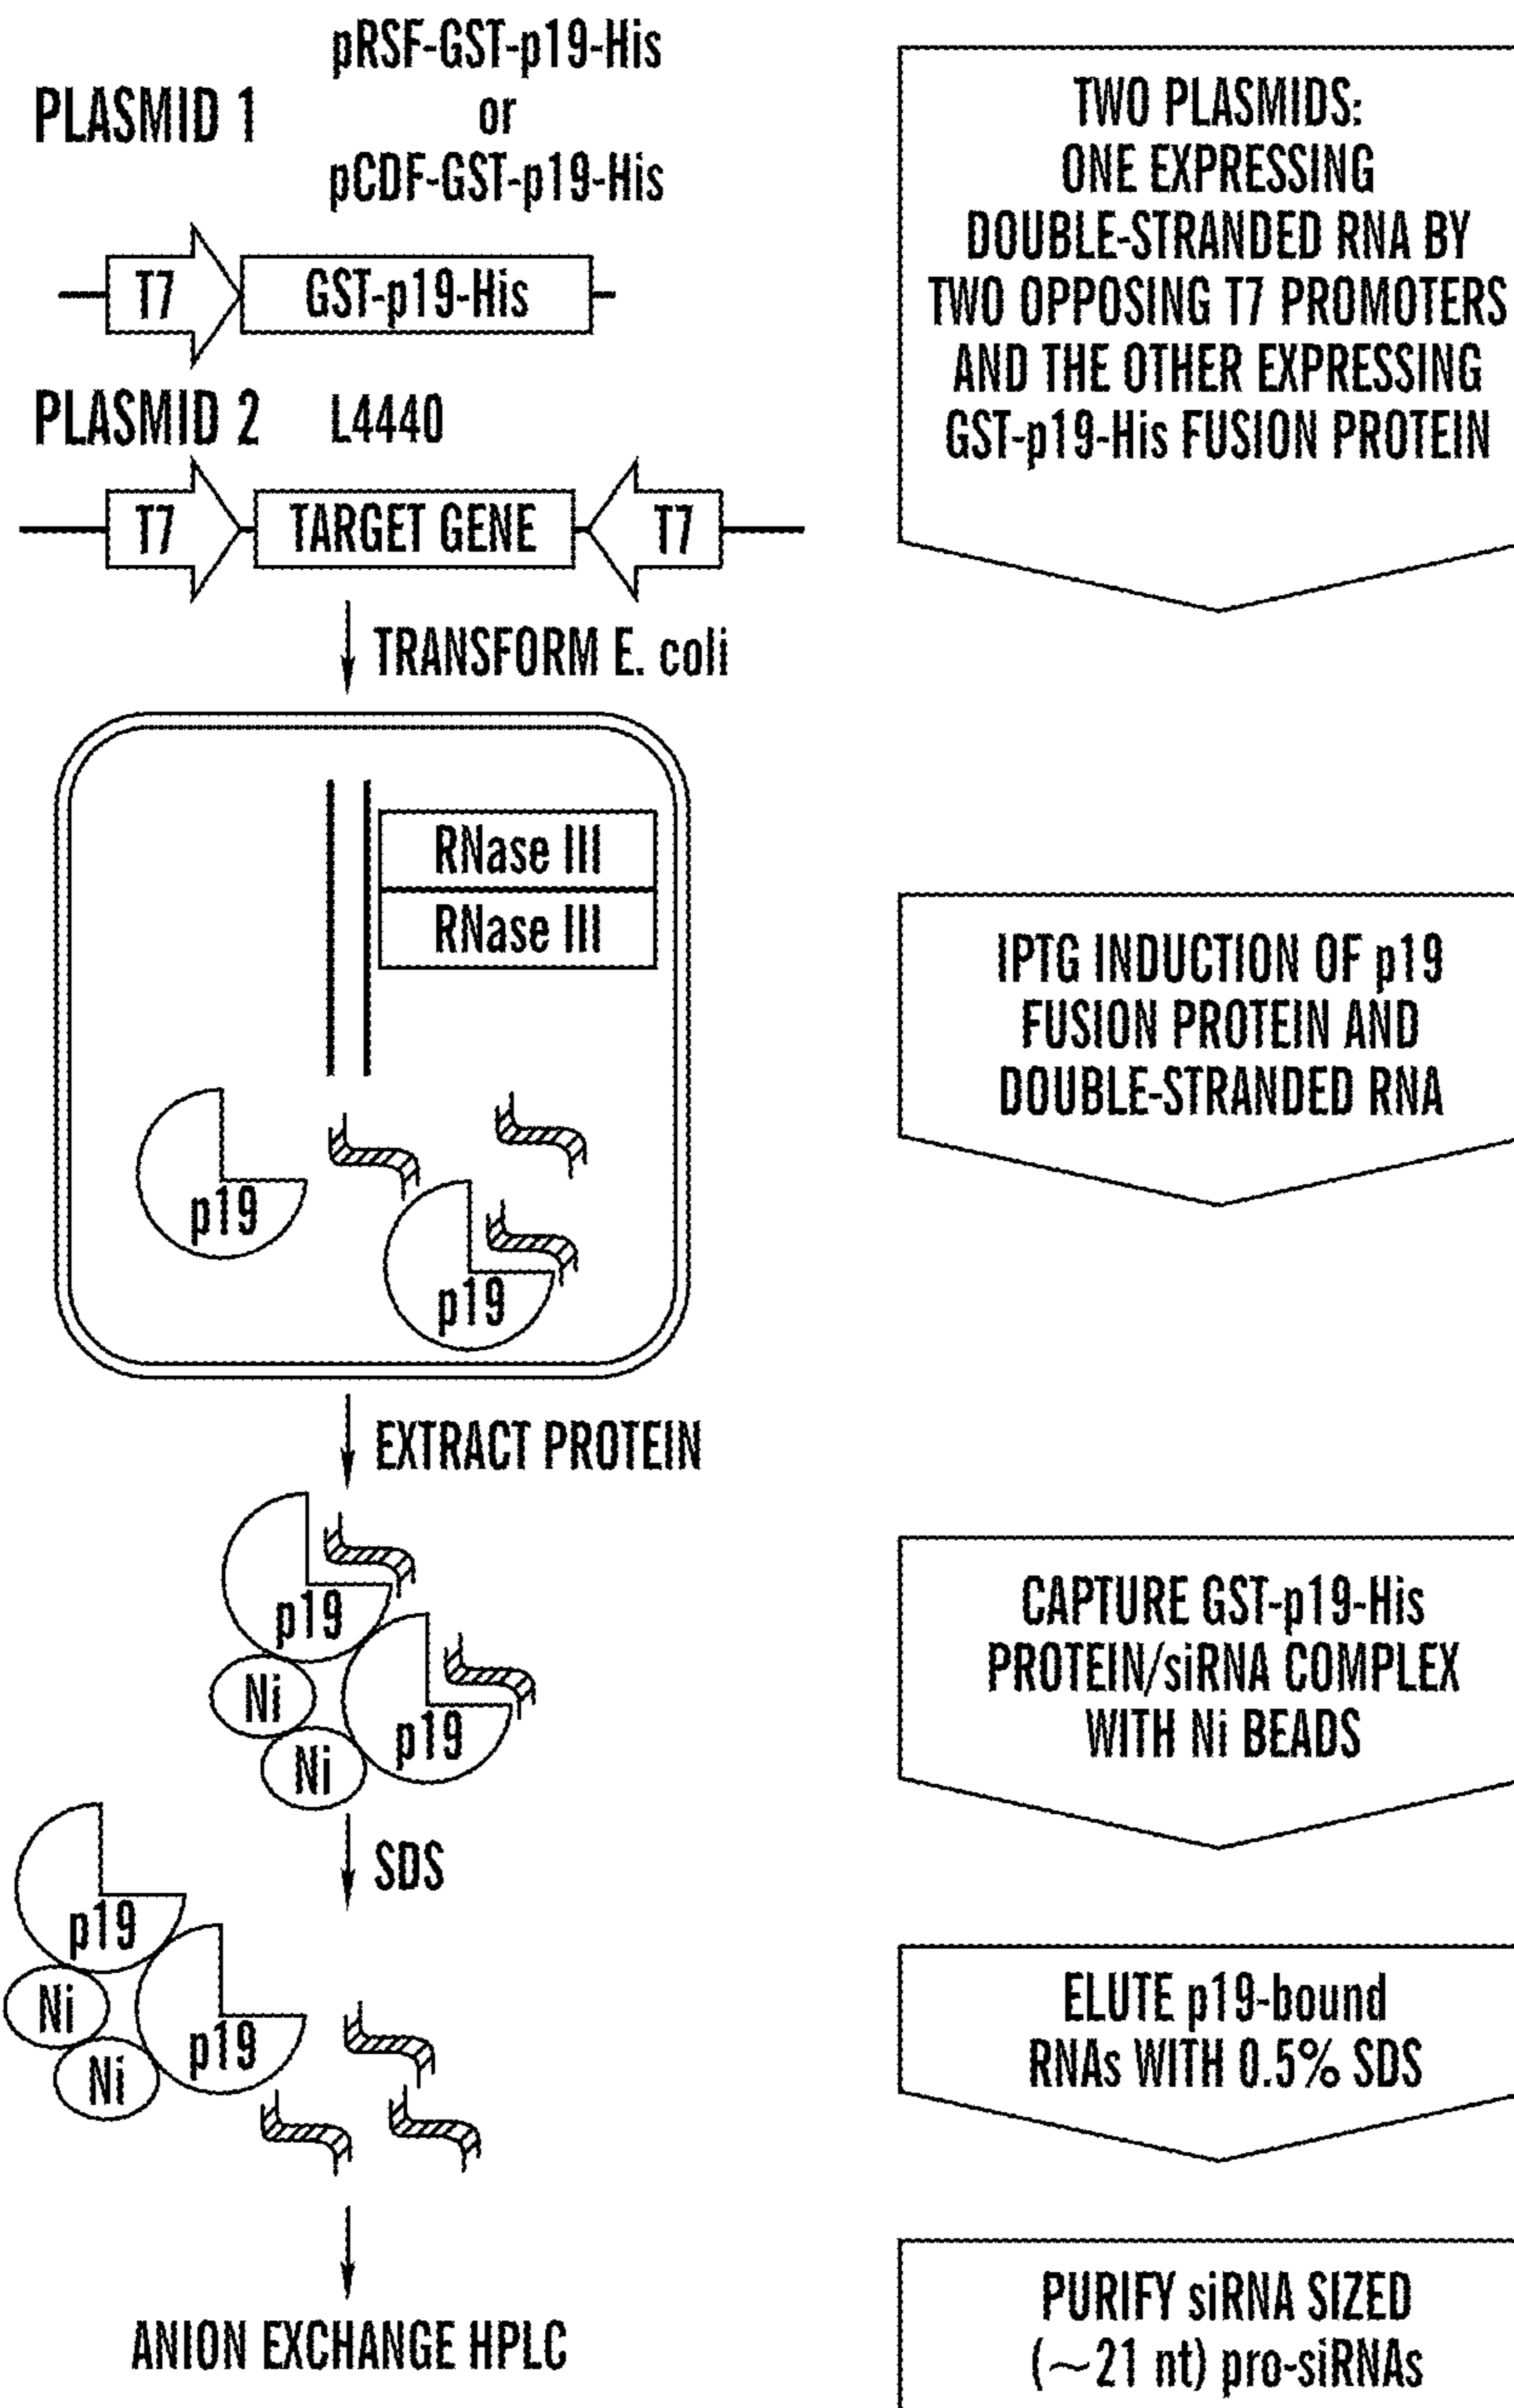 pRSF-GST-p19-His
PLASMID 1
or
pCDF-GST-p19-His
T7
GST-p19-His
PLASMID 2
L4440
T7
TARGET GENE
T7
TRANSFORM E. coli
TWO PLASMIDS:
ONE EXPRESSING
DOUBLE-STRANDED RNA BY
TWO OPPOSING T7 PROMOTERS
AND THE OTHER EXPRESSING
GST-p19-His FUSION PROTEIN
RNase III
RNase III
p19
p19
IPTG INDUCTION OF p19
FUSION PROTEIN AND
DOUBLE-STRANDED RNA
EXTRACT PROTEIN
p19
Ni
p19
Ni
CAPTURE GST-p19-His
PROTEIN/siRNA COMPLEX
WITH Ni BEADS
SDS
p19
Ni
p19
Ni
ELUTE p19-bound
RNAs WITH 0.5% SDS
ANION EXCHANGE HPLC
PURIFY siRNA SIZED
(~21 nt) pro-siRNAs